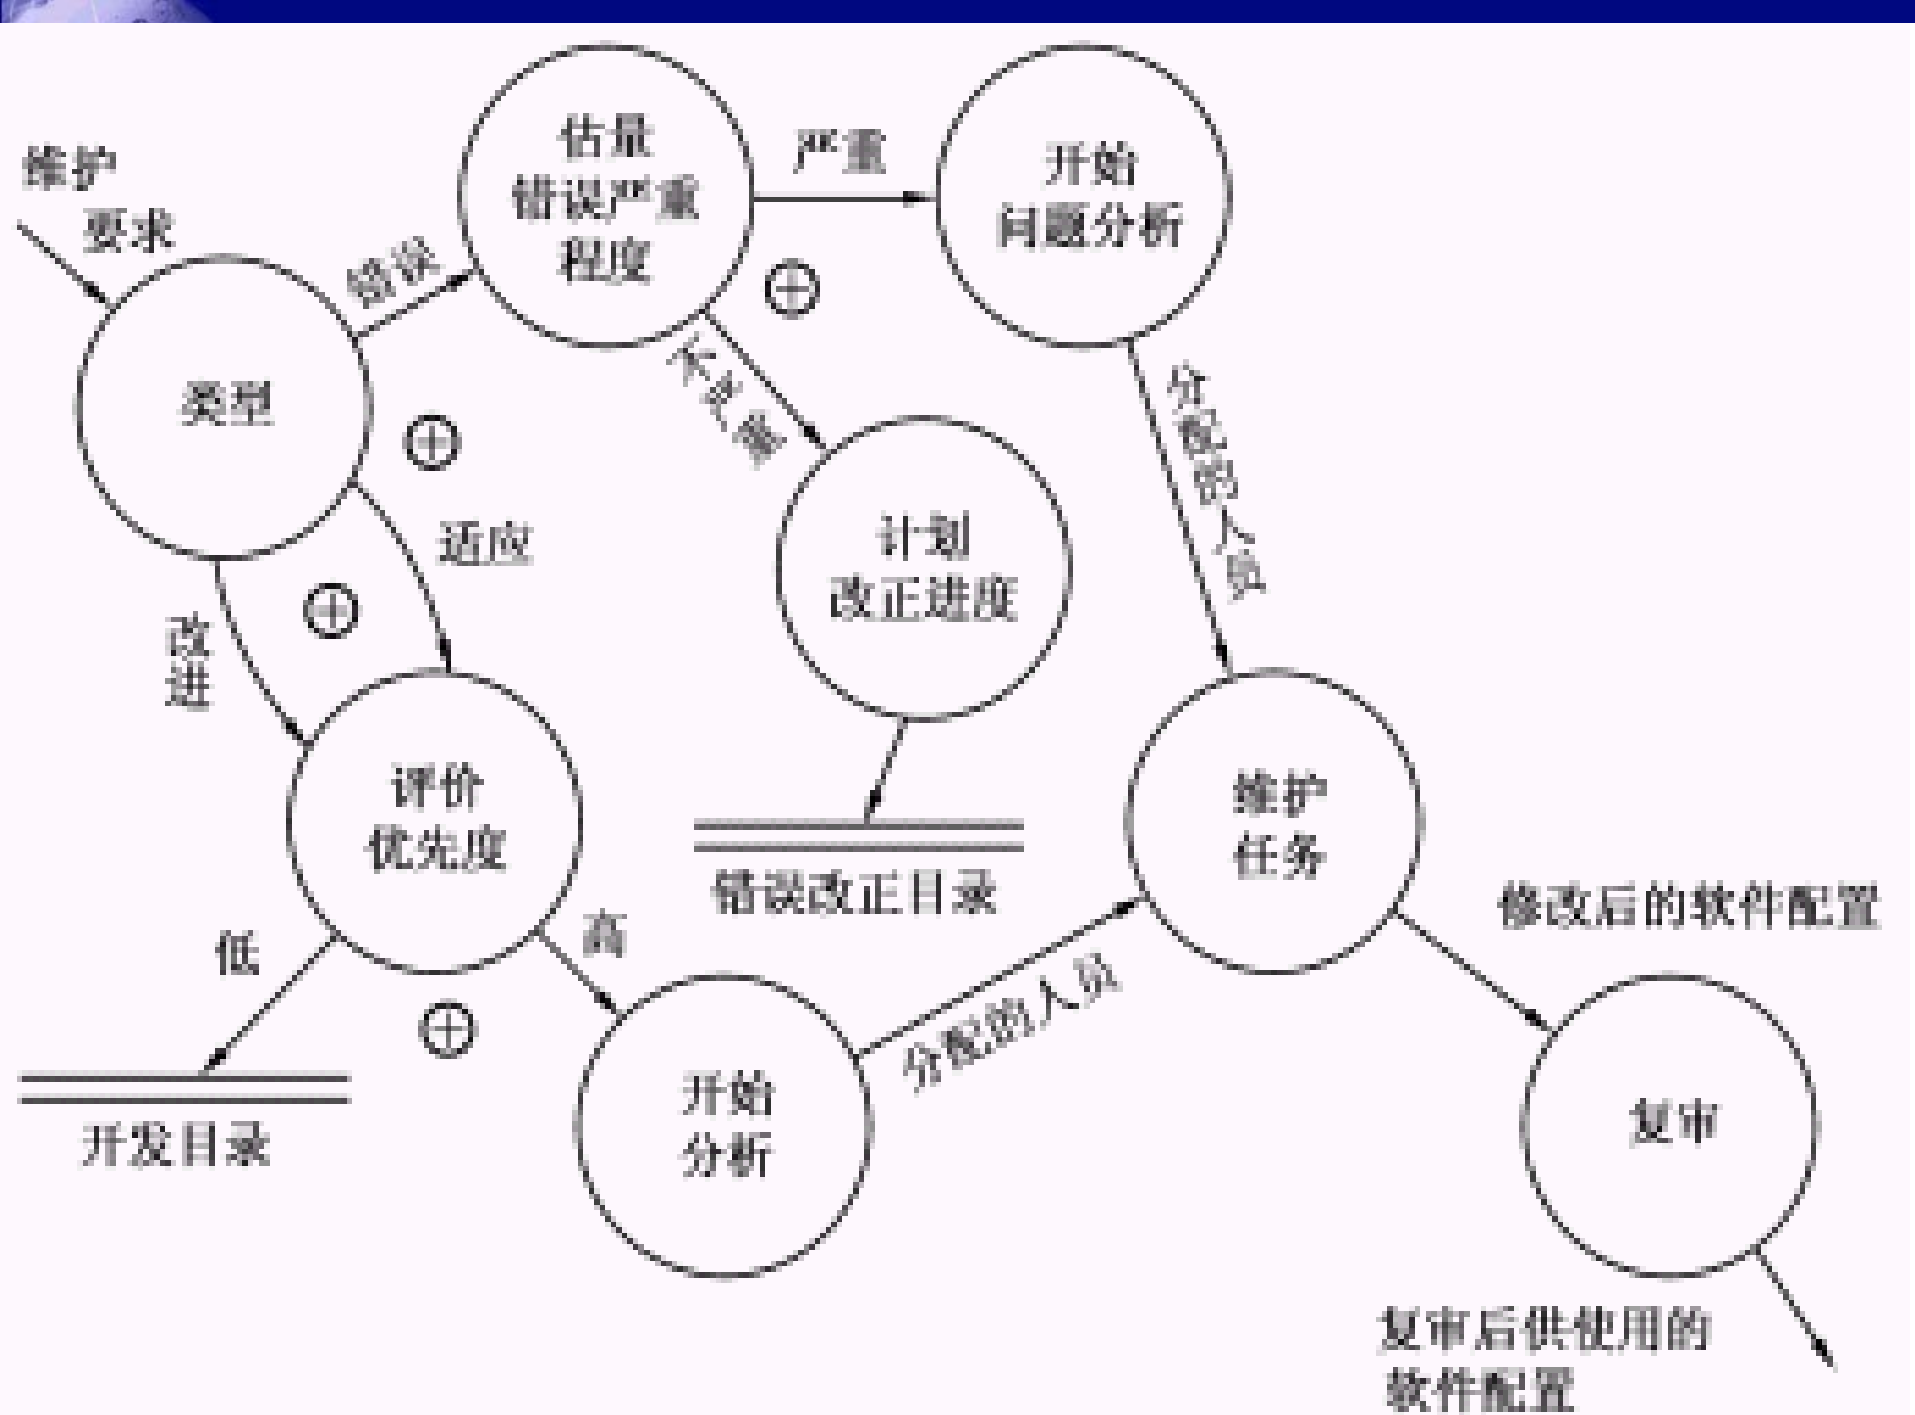 维护
要求
估量
错误严重
程度
严重
开始
问题分析
错误
类型
不严重
分配的人员
适应
计划
改正进度
改进
评价
优先度
维护
任务
错误改正目录
修改后的软件配置
低
高
分配的人员
开始
分析
开发目录
复审
复审后供使用的
软件配置